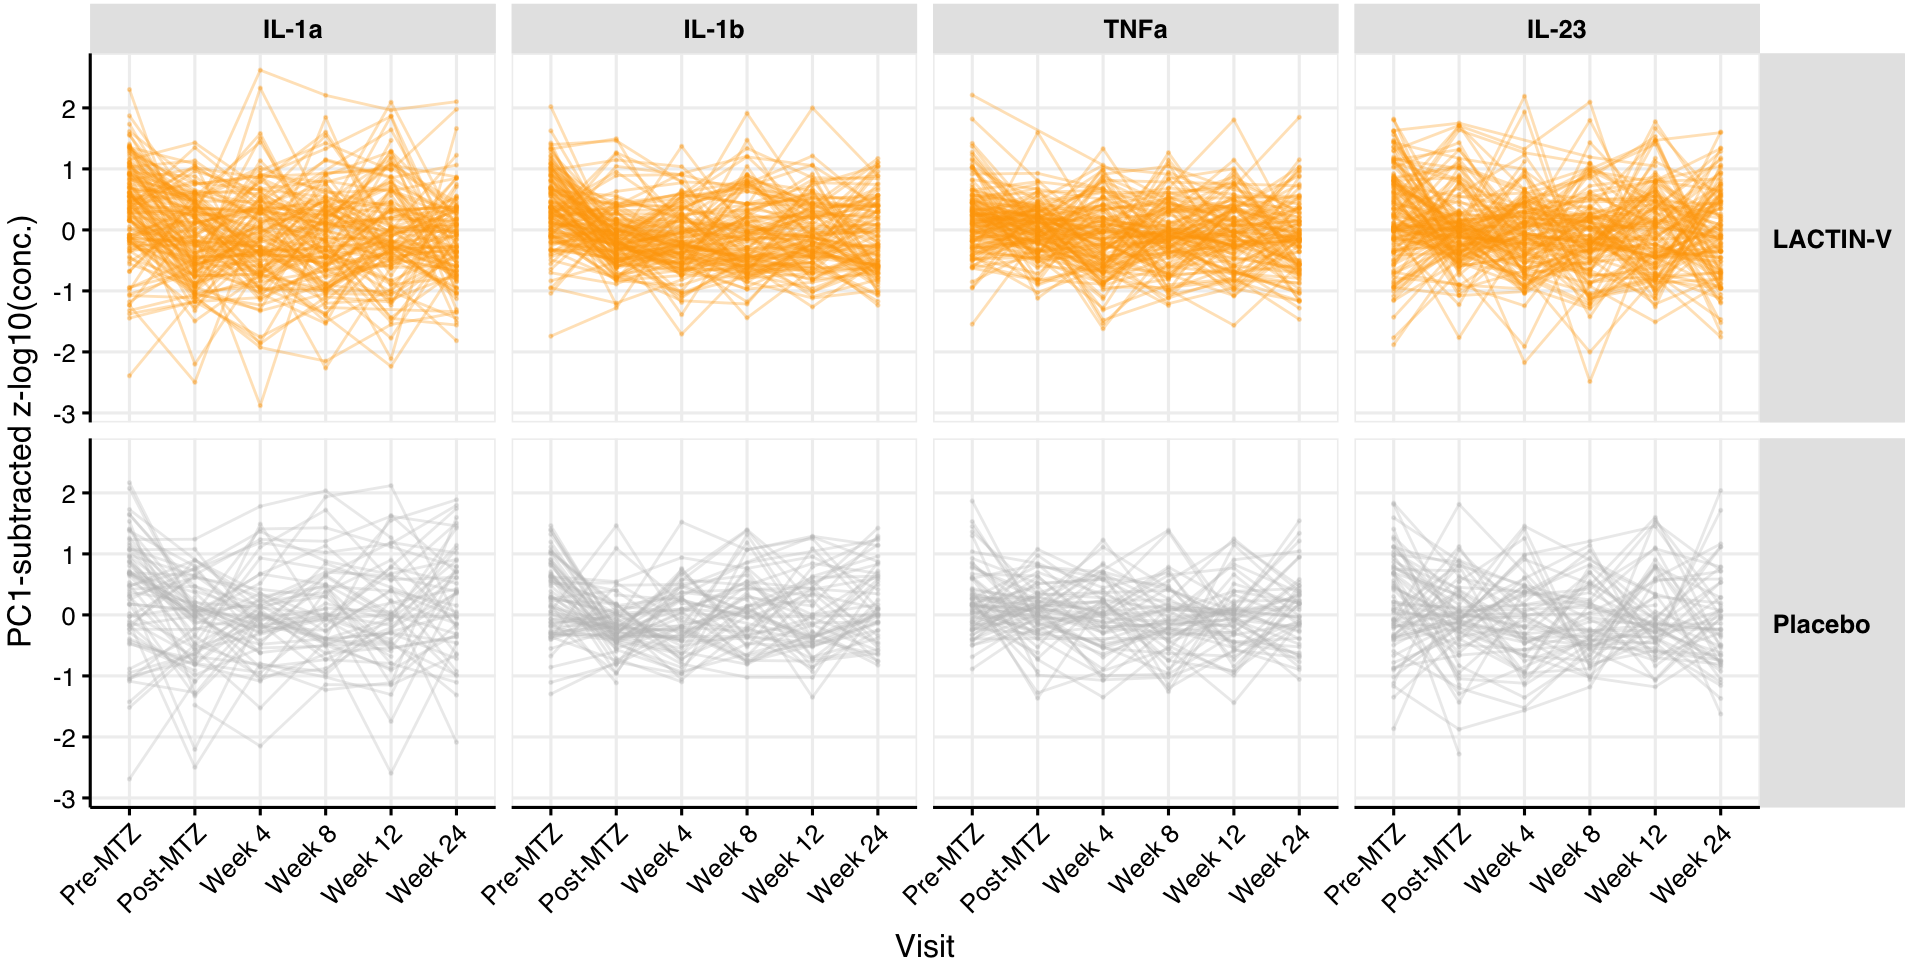 IL-1a IL-1b TNFa IL-23
PC1-subtracted z-log10(conc.)
2
1
0
-1
-2
-3
LACTIN-V
2
1
0
-1
-2
-3
Placebo
Pre-MTZ Post-MTZ Week 4 Week 8 Week 12 Week 24 Pre-MTZ Post-MTZ Week 4 Week 8 Week 12 Week 24 Pre-MTZ Post-MTZ Week 4 Week 8 Week 12 Week 24 Pre-MTZ Post-MTZ Week 4 Week 8 Week 12 Week 24
Visit